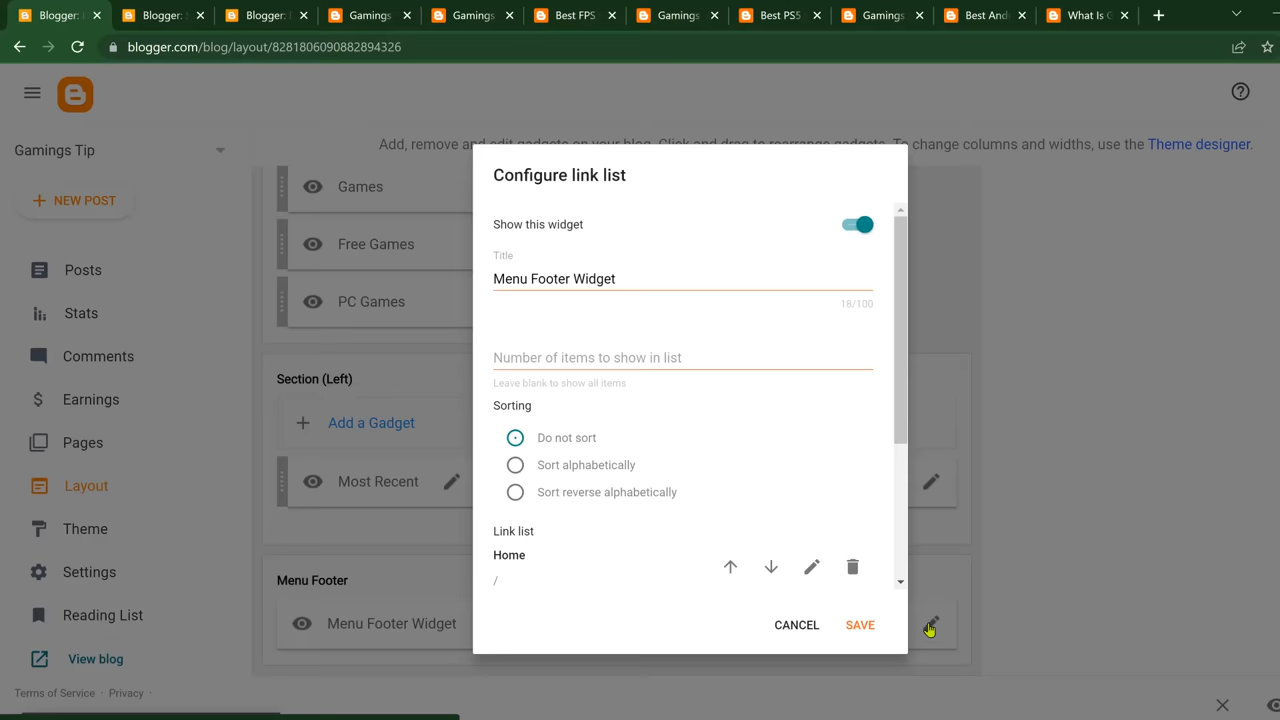 Blogger:
Blogger:
Blogger:
Gamings
Gamings
Best FPS
Gamings
Best PS5
Gamings
Best And
What Is G
blogger.com/blog/layout/8281806090882894326
Gamings Tip
Add, remove and edit gadgets on your blog. Click and drag to rearrange gadgets. To change columns and widths, use the Theme designer.
NEW POST
Posts
Stats
Comments
Earnings
Pages
Layout
Theme
Settings
Reading List
View blog
Terms of Service · Privacy ·
Games
Free Games
PC Games
Section (Left)
Add a Gadget
Most Recent
Menu Footer
Menu Footer Widget
Configure link list
Show this widget
Title
Menu Footer Widget
18/100
Number of items to show in list
Leave blank to show all items
Sorting
Do not sort
Sort alphabetically
Sort reverse alphabetically
Link list
Home
/
CANCEL
SAVE